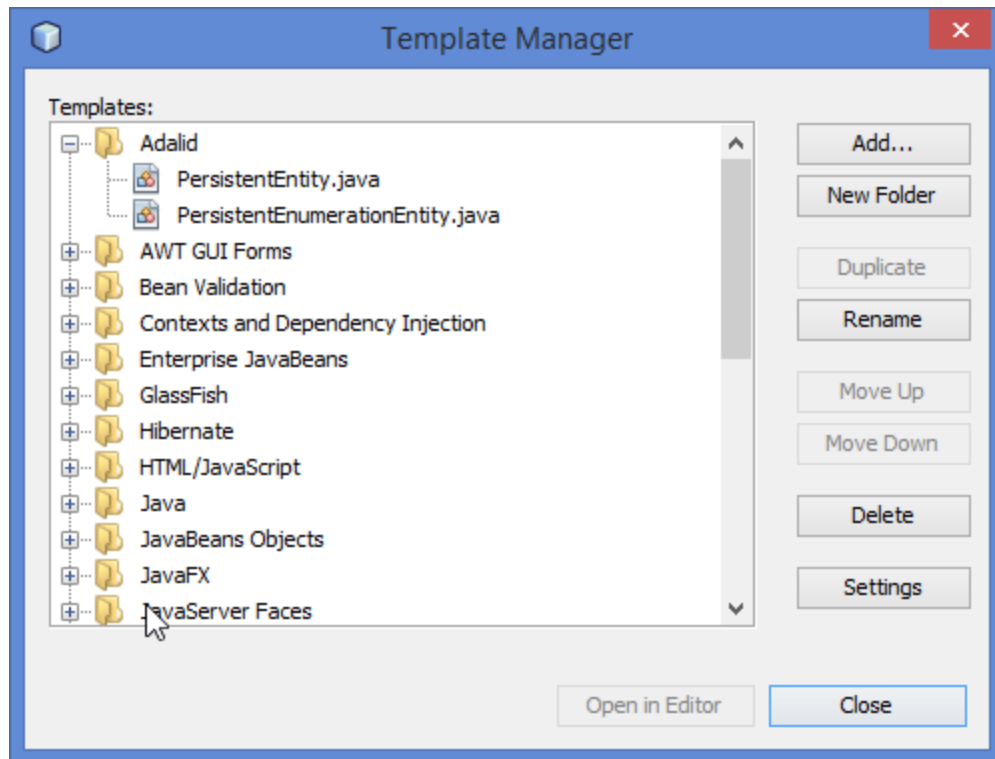 Template Manager
Templates:
Adalid
PersistentEntity.java
PersistentEnumerationEntity.java
AWT GUI Forms
Bean Validation
Contexts and Dependency Injection
Enterprise JavaBeans
GlassFish
Hibernate
HTML/JavaScript
Java
JavaBeans Objects
JavaFX
JavaServer Faces
Add...
New Folder
Duplicate
Rename
Move Up
Move Down
Delete
Settings
Open in Editor
Close